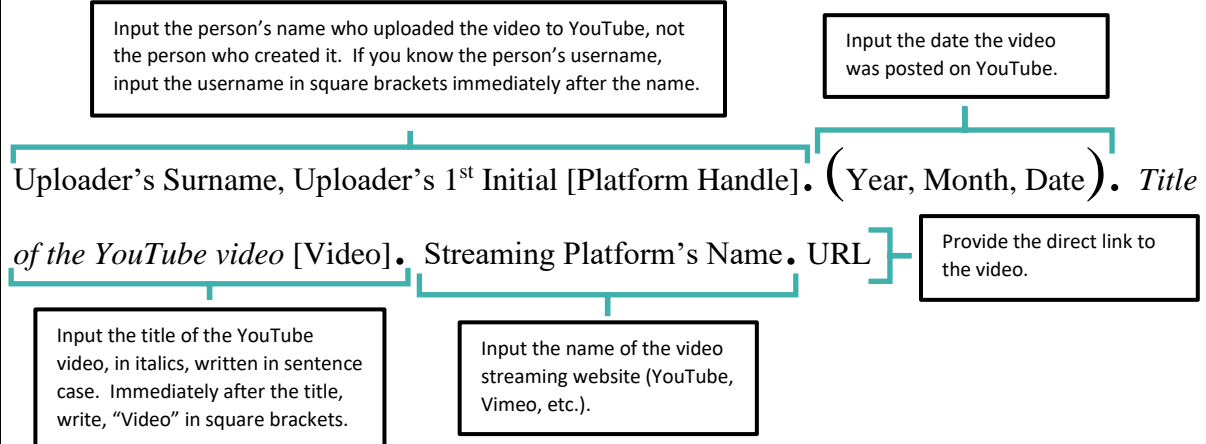 Input the person's name who uploaded the video to YouTube, not
the person who created it.  If you know the person's username,
input the username in square brackets immediately after the name.
Input the date the video
was posted on YouTube.
Uploader's Surname, Uploader's 1st Initial [Platform Handle]. (Year, Month, Date). Title
of the YouTube video [Video]. Streaming Platform's Name. URL
Provide the direct link to
the video.
Input the title of the YouTube
video, in italics, written in sentence
case.  Immediately after the title,
write, "Video" in square brackets.
Input the name of the video
streaming website (YouTube,
Vimeo, etc.).